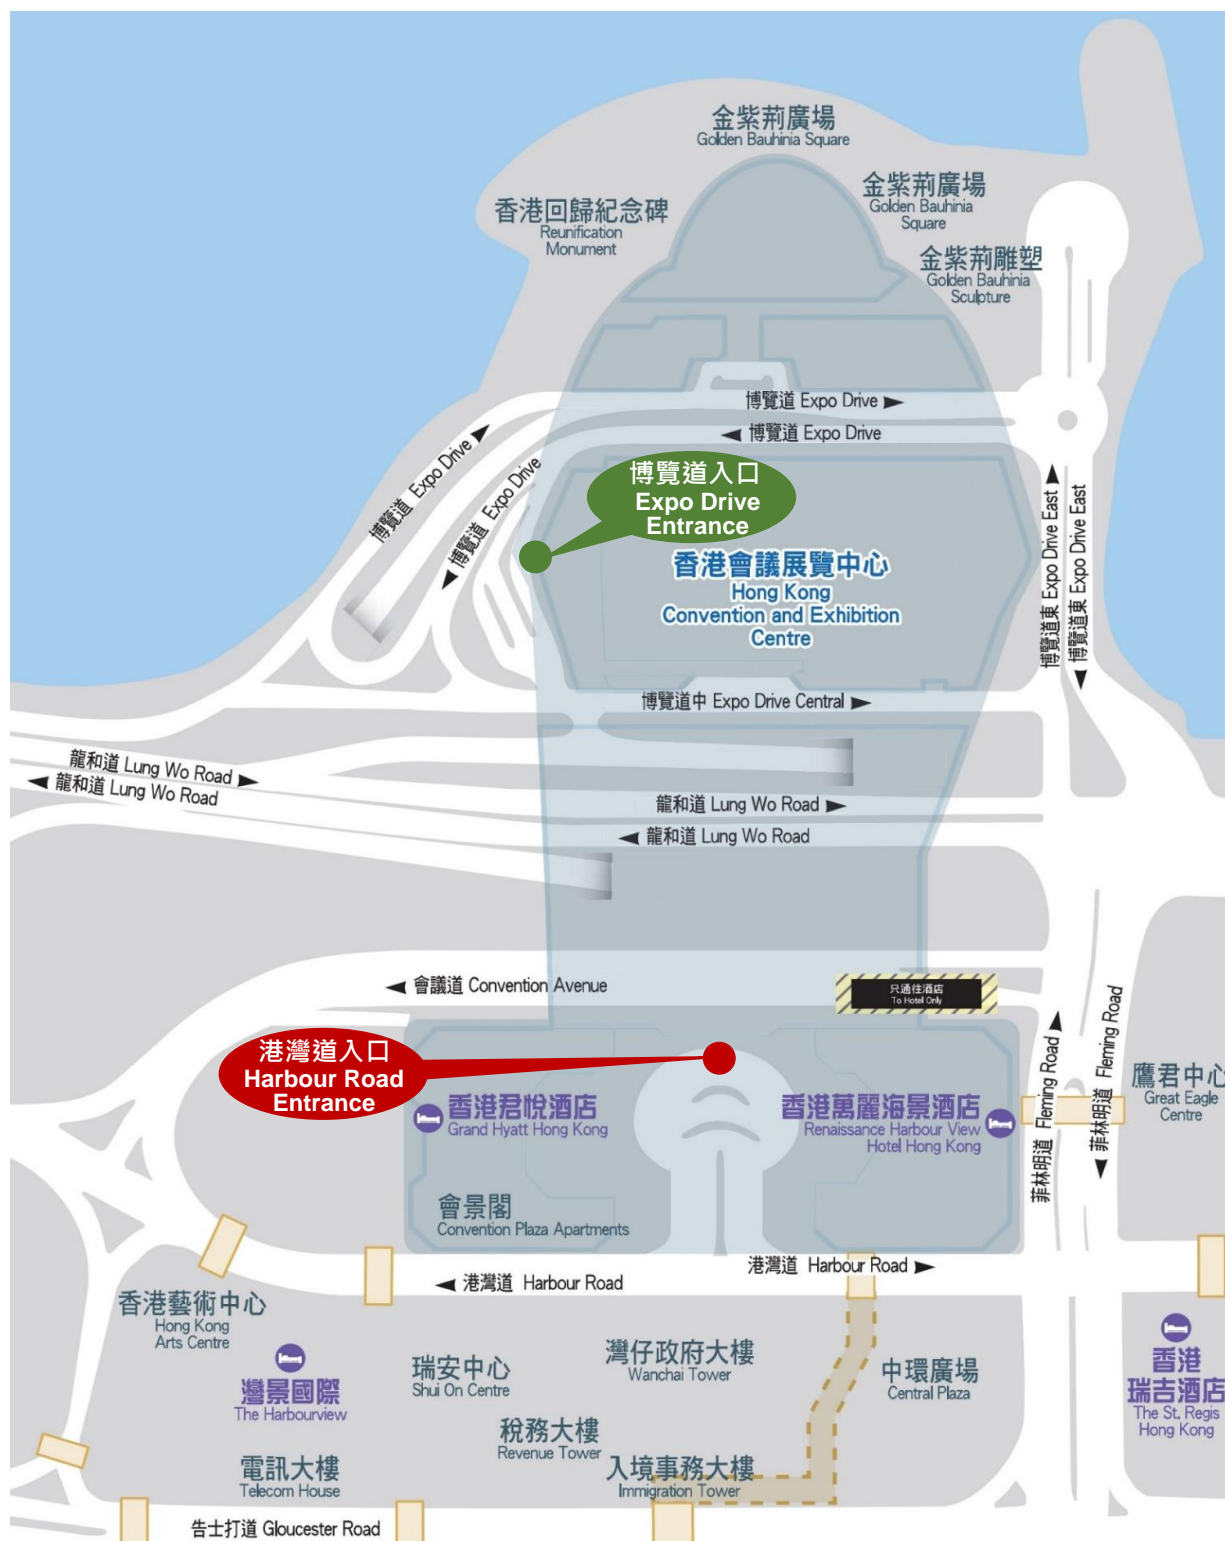 金紫荊廣場
Golden Bauhinia Square
金紫荊廣場
Golden Bauhinia
Square
香港回歸紀念碑
Reunification
Monument
金紫荊雕塑
Golden Bauhinia
Sculpture
博覽道 Expo Drive ►
◄ 博覽道 Expo Drive
博覽道 Expo Drive ►
◄ 博覽道 Expo Drive
博覽道入口
Expo Drive
Entrance
博覽道東 Expo Drive East ►
◄ 博覽道東 Expo Drive East
香港會議展覽中心
Hong Kong
Convention and Exhibition
Centre
博覽道中 Expo Drive Central ►
龍和道 Lung Wo Road ►
◄ 龍和道 Lung Wo Road
龍和道 Lung Wo Road ►
◄ 龍和道 Lung Wo Road
◄ 會議道 Convention Avenue
只通往酒店
To Hotel Only
港灣道入口
Harbour Road
Entrance
菲林明道 Fleming Road ►
◄ 菲林明道 Fleming Road
鷹君中心
Great Eagle
Centre
香港君悅酒店
Grand Hyatt Hong Kong
香港萬麗海景酒店
Renaissance Harbour View
Hotel Hong Kong
會景閣
Convention Plaza Apartments
港灣道 Harbour Road ►
◄ 港灣道 Harbour Road
香港藝術中心
Hong Kong
Arts Centre
灣景國際
The Harbourview
瑞安中心
Shui On Centre
灣仔政府大樓
Wanchai Tower
中環廣場
Central Plaza
香港
瑞吉酒店
The St. Regis
Hong Kong
稅務大樓
Revenue Tower
電訊大樓
Telecom House
入境事務大樓
Immigration Tower
告士打道 Gloucester Road